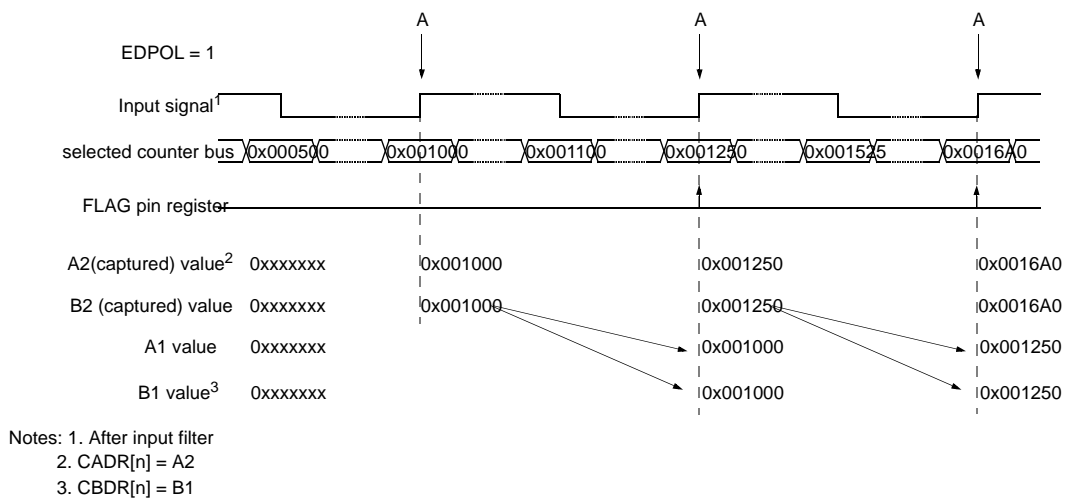 A A A
EDPOL = 1
Input signal1
selected counter bus 0x000500 0x001000 0x001100 0x001250 0x001525 0x0016A0
FLAG pin register
A2(captured) value2 0xxxxxxx 0x001000 0x001250 0x0016A0
B2 (captured) value 0xxxxxxx 0x001000 0x001250 0x0016A0
A1 value 0xxxxxxx 0x001000 0x001250
B1 value3 0xxxxxxx 0x001000 0x001250
Notes: 1. After input filter
2. CADR[n] = A2
3. CBDR[n] = B1